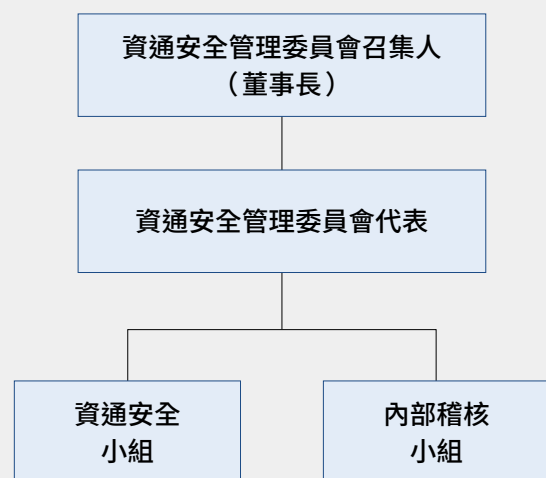 資通安全管理委員會召集人
（董事長）
資通安全管理委員會代表
資通安全
小組
內部稽核
小組